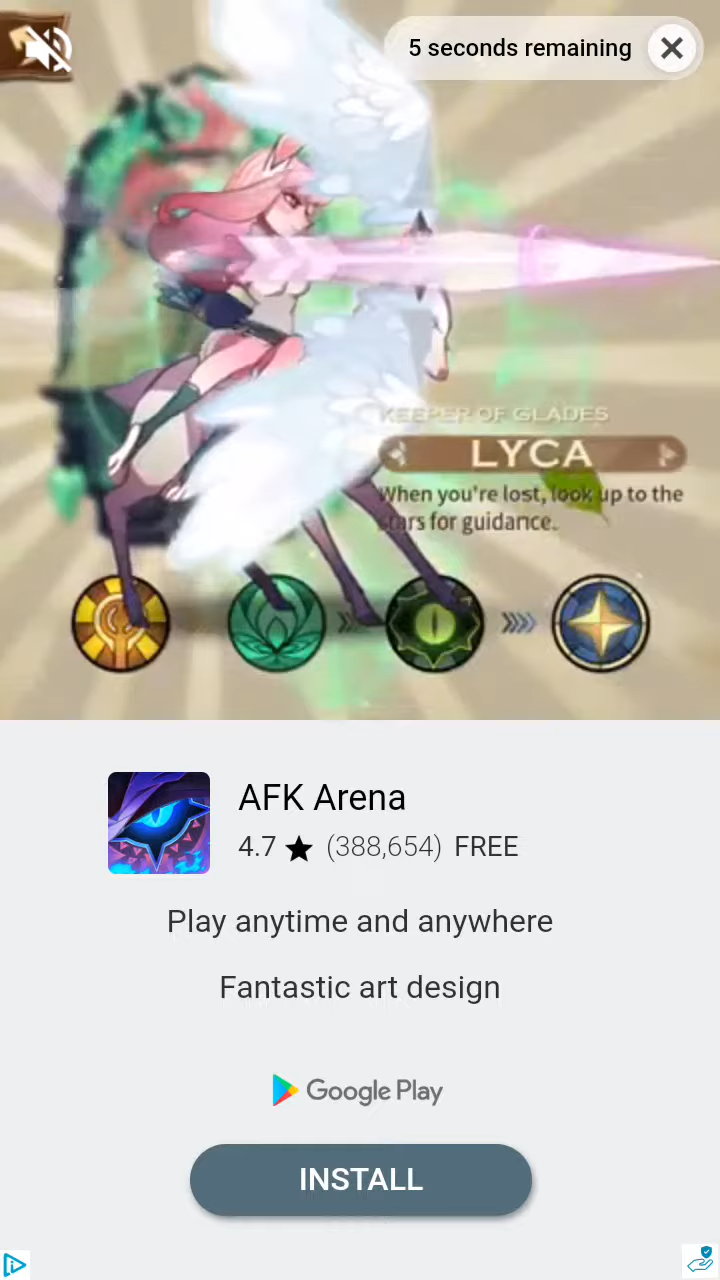 5 seconds remaining
KEEPER OF GLADES
LYCA
When you're lost, look up to the
stars for guidance.
AFK Arena
4.7 ★ (388,654) FREE
Play anytime and anywhere
Fantastic art design
Google Play
INSTALL